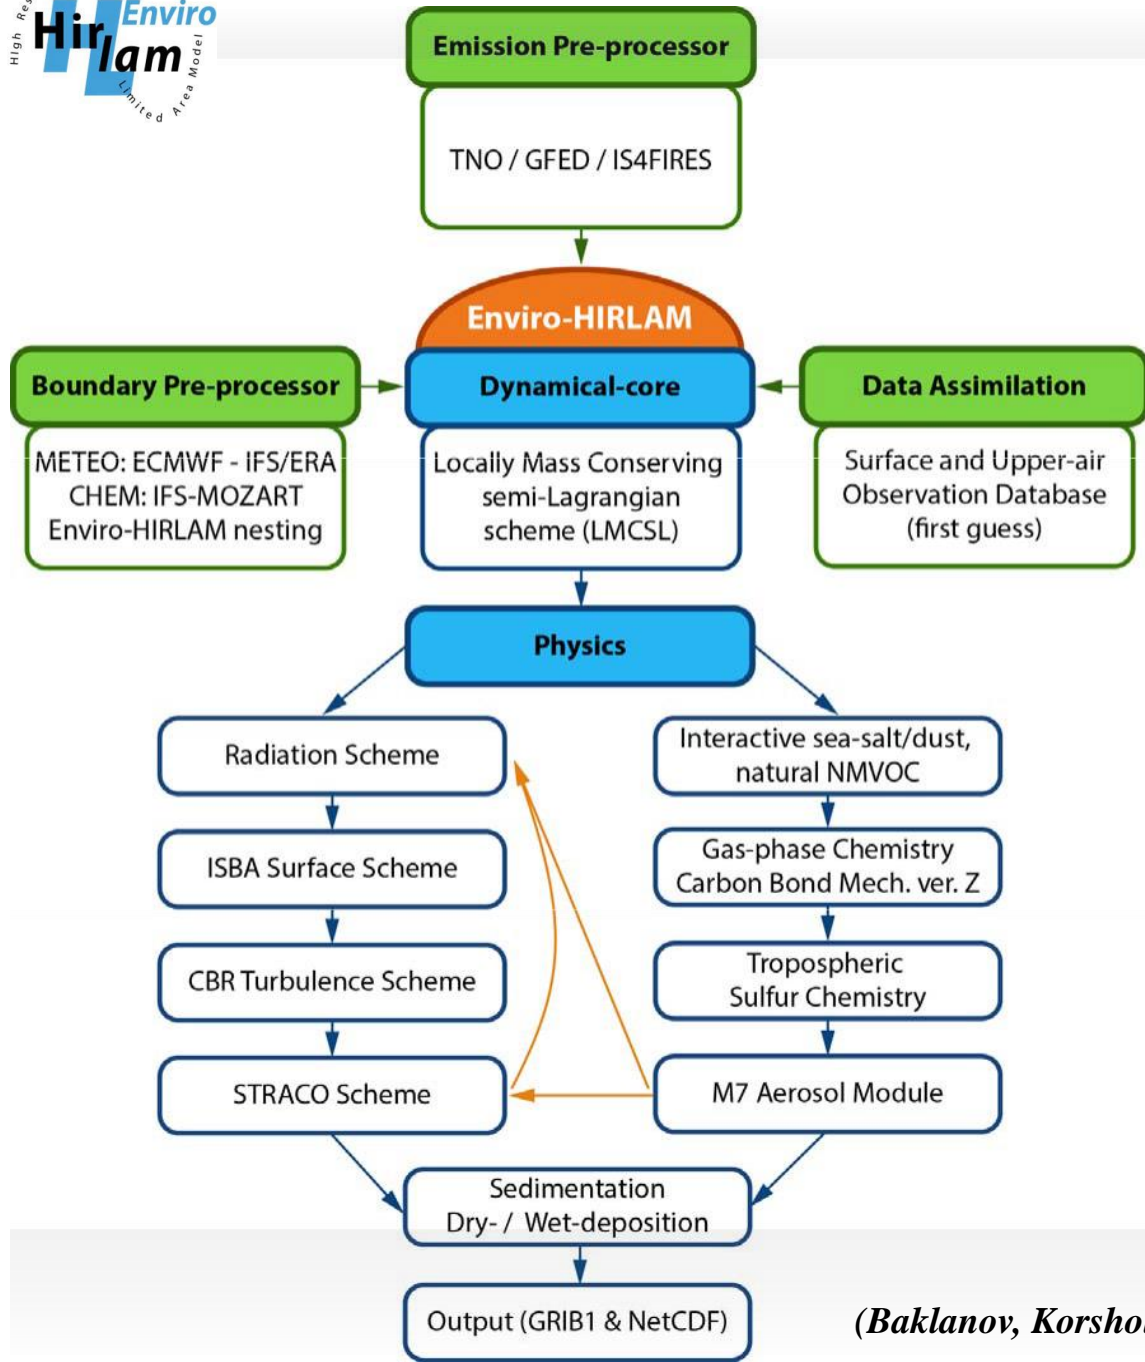 High Res
Enviro
Hirlam
Limited Area Model
Emission Pre-processor
TNO / GFED / IS4FIRES
Enviro-HIRLAM
Boundary Pre-processor
METEO: ECMWF - IFS/ERA
CHEM: IFS-MOZART
Enviro-HIRLAM nesting
Dynamical-core
Locally Mass Conserving
semi-Lagrangian
scheme (LMCSL)
Data Assimilation
Surface and Upper-air
Observation Database
(first guess)
Physics
Radiation Scheme
ISBA Surface Scheme
CBR Turbulence Scheme
STRACO Scheme
Interactive sea-salt/dust,
natural NMVOC
Gas-phase Chemistry
Carbon Bond Mech. ver. Z
Tropospheric
Sulfur Chemistry
M7 Aerosol Module
Sedimentation
Dry- / Wet-deposition
Output (GRIB1 & NetCDF)
(Baklanov, Korsho